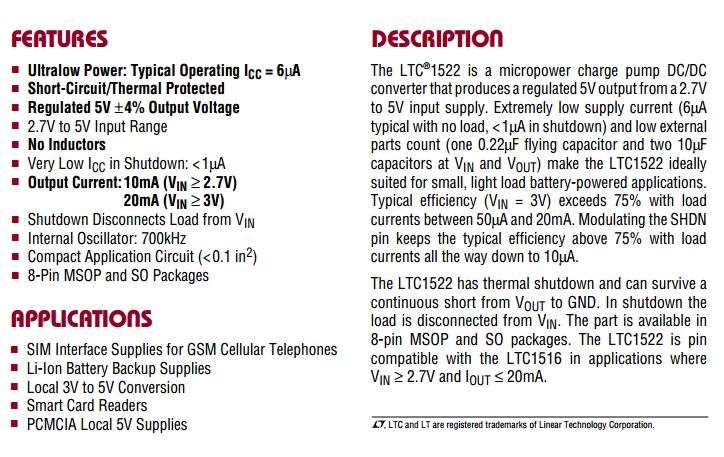 FEATURES
■ Ultralow Power: Typical Operating ICC = 6µA
■ Short-Circuit/Thermal Protected
■ Regulated 5V ±4% Output Voltage
■ 2.7V to 5V Input Range
■ No Inductors
■ Very Low ICC in Shutdown: <1µA
■ Output Current: 10mA (VIN ≥ 2.7V)
20mA (VIN ≥ 3V)
■ Shutdown Disconnects Load from VIN
■ Internal Oscillator: 700kHz
■ Compact Application Circuit (<0.1 in2)
■ 8-Pin MSOP and SO Packages
APPLICATIONS
■ SIM Interface Supplies for GSM Cellular Telephones
■ Li-Ion Battery Backup Supplies
■ Local 3V to 5V Conversion
■ Smart Card Readers
■ PCMCIA Local 5V Supplies
DESCRIPTION
The LTC®1522 is a micropower charge pump DC/DC
converter that produces a regulated 5V output from a 2.7V
to 5V input supply. Extremely low supply current (6µA
typical with no load, <1µA in shutdown) and low external
parts count (one 0.22µF flying capacitor and two 10µF
capacitors at VIN and VOUT) make the LTC1522 ideally
suited for small, light load battery-powered applications.
Typical efficiency (VIN = 3V) exceeds 75% with load
currents between 50µA and 20mA. Modulating the SHDN
pin keeps the typical efficiency above 75% with load
currents all the way down to 10µA.
The LTC1522 has thermal shutdown and can survive a
continuous short from VOUT to GND. In shutdown the
load is disconnected from VIN. The part is available in
8-pin MSOP and SO packages. The LTC1522 is pin
compatible with the LTC1516 in applications where
VIN ≥ 2.7V and IOUT ≤ 20mA.
LT, LTC and LT are registered trademarks of Linear Technology Corporation.